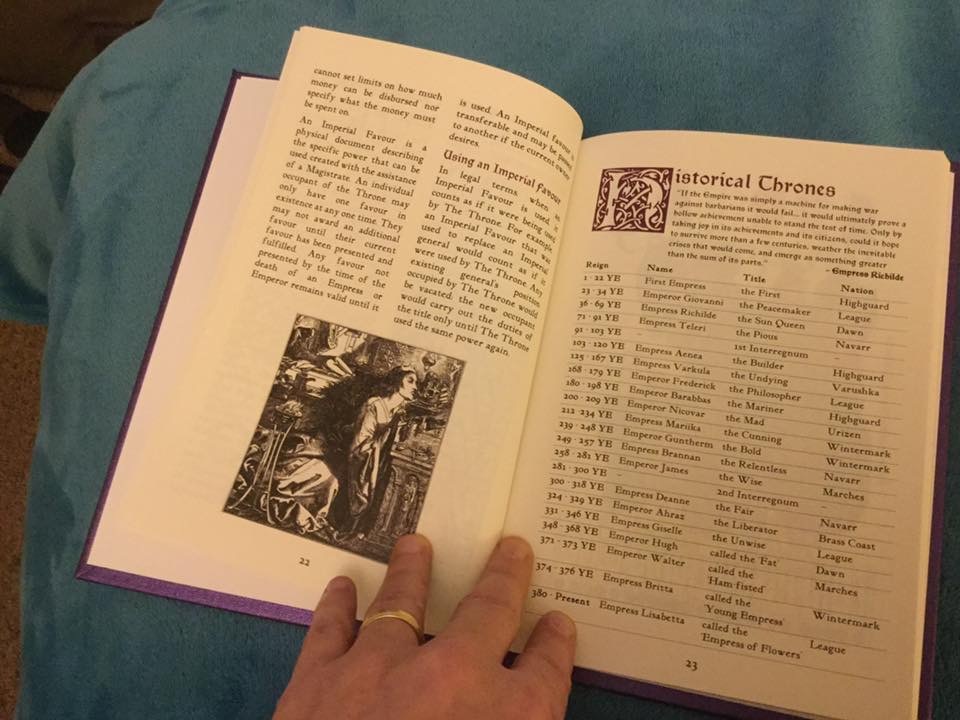 cannot set limits on how much
money can be disbursed nor
specify what the money must
be spent on.
An Imperial Favour is a
physical document describing
the specific power that can be
used created with the assistance
of a Magistrate. An individual
occupant of the Throne may
only have one favour in
existence at any one time. They
may not award an additional
favour until their current
favour has been presented and
fulfilled. Any favour not
presented by the time of the
death of an Empress or
Emperor remains valid until it
is used. An Imperial favour is
transferable and may be passed
to another if the current owner
desires.
Using an Imperial Favour
In legal terms, when an
Imperial Favour is used, it
counts as if it were being used
by The Throne. For example
an Imperial Favour that was
used to replace an Imperial
general would count as if it
were used by The Throne. Any
existing general's position
occupied by The Throne would
be vacated, the new occupant
would carry out the duties of
the title only until The Throne
used the same power again.
22
Historical Thrones
"If the Empire was simply a machine for making war
against barbarians it would fail... it would ultimately prove a
hollow achievement unable to stand the test of time. Only by
taking joy in its achievements and its citizens, could it hope
to survive more than a few centuries, weather the inevitable
crises that would come, and emerge as something greater
than the sum of its parts."
- Empress Richilde
Reign Name Title Nation
1 - 22 YE First Empress the First Highguard
23 - 34 YE Emperor Giovanni the Peacemaker League
36 - 69 YE Empress Richilde the Sun Queen Dawn
71 - 91 YE Empress Teleri the Pious Navarr
91 - 103 YE 1st Interregnum -
103 - 120 YE Empress Aenea the Builder Highguard
125 - 167 YE Empress Varkula the Undying Varushka
168 - 179 YE Emperor Frederick the Philosopher League
180 - 198 YE Emperor Barabbas the Mariner Highguard
200 - 209 YE Emperor Nicovar the Mad Urizen
212 - 234 YE Empress Mariika the Cunning Wintermark
239 - 248 YE Emperor Guntherm the Bold Wintermark
249 - 257 YE Empress Brannan the Relentless Navarr
258 - 281 YE Emperor James the Wise Marches
281 - 300 YE 2nd Interregnum -
300 - 318 YE Empress Deanne the Fair Navarr
324 - 329 YE Emperor Ahraz the Liberator Brass Coast
331 - 346 YE Empress Giselle the Unwise League
348 - 368 YE Emperor Hugh called the 'Fat' Dawn
371 - 373 YE Emperor Walter called the Marches
'Ham-fisted'
374 - 376 YE Empress Britta called the Wintermark
'Young Empress'
380 - Present Empress Lisabetta called the League
'Empress of Flowers'
23